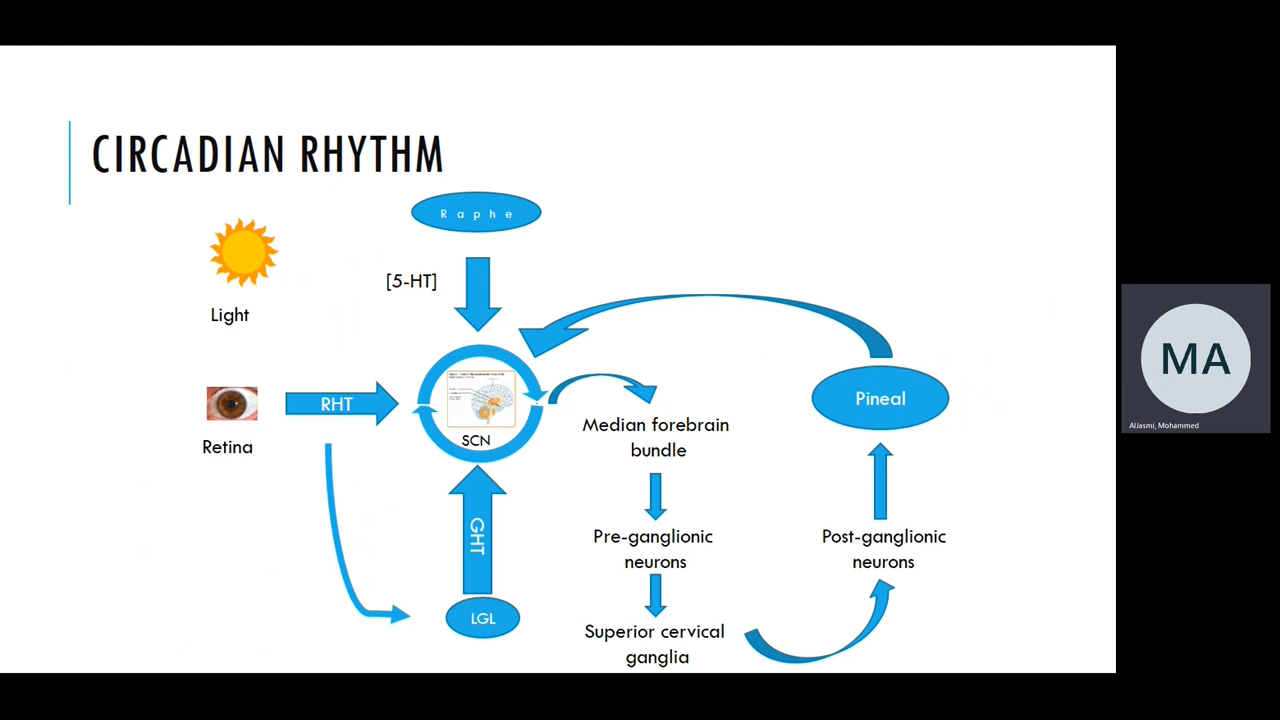 CIRCADIAN RHYTHM
Raphe
[5-HT]
Light
RHT
Retina
SCN
GHT
LGL
Median forebrain
bundle
Pre-ganglionic
neurons
Superior cervical
ganglia
Post-ganglionic
neurons
Pineal
MA
AlJasmi, Mohammed